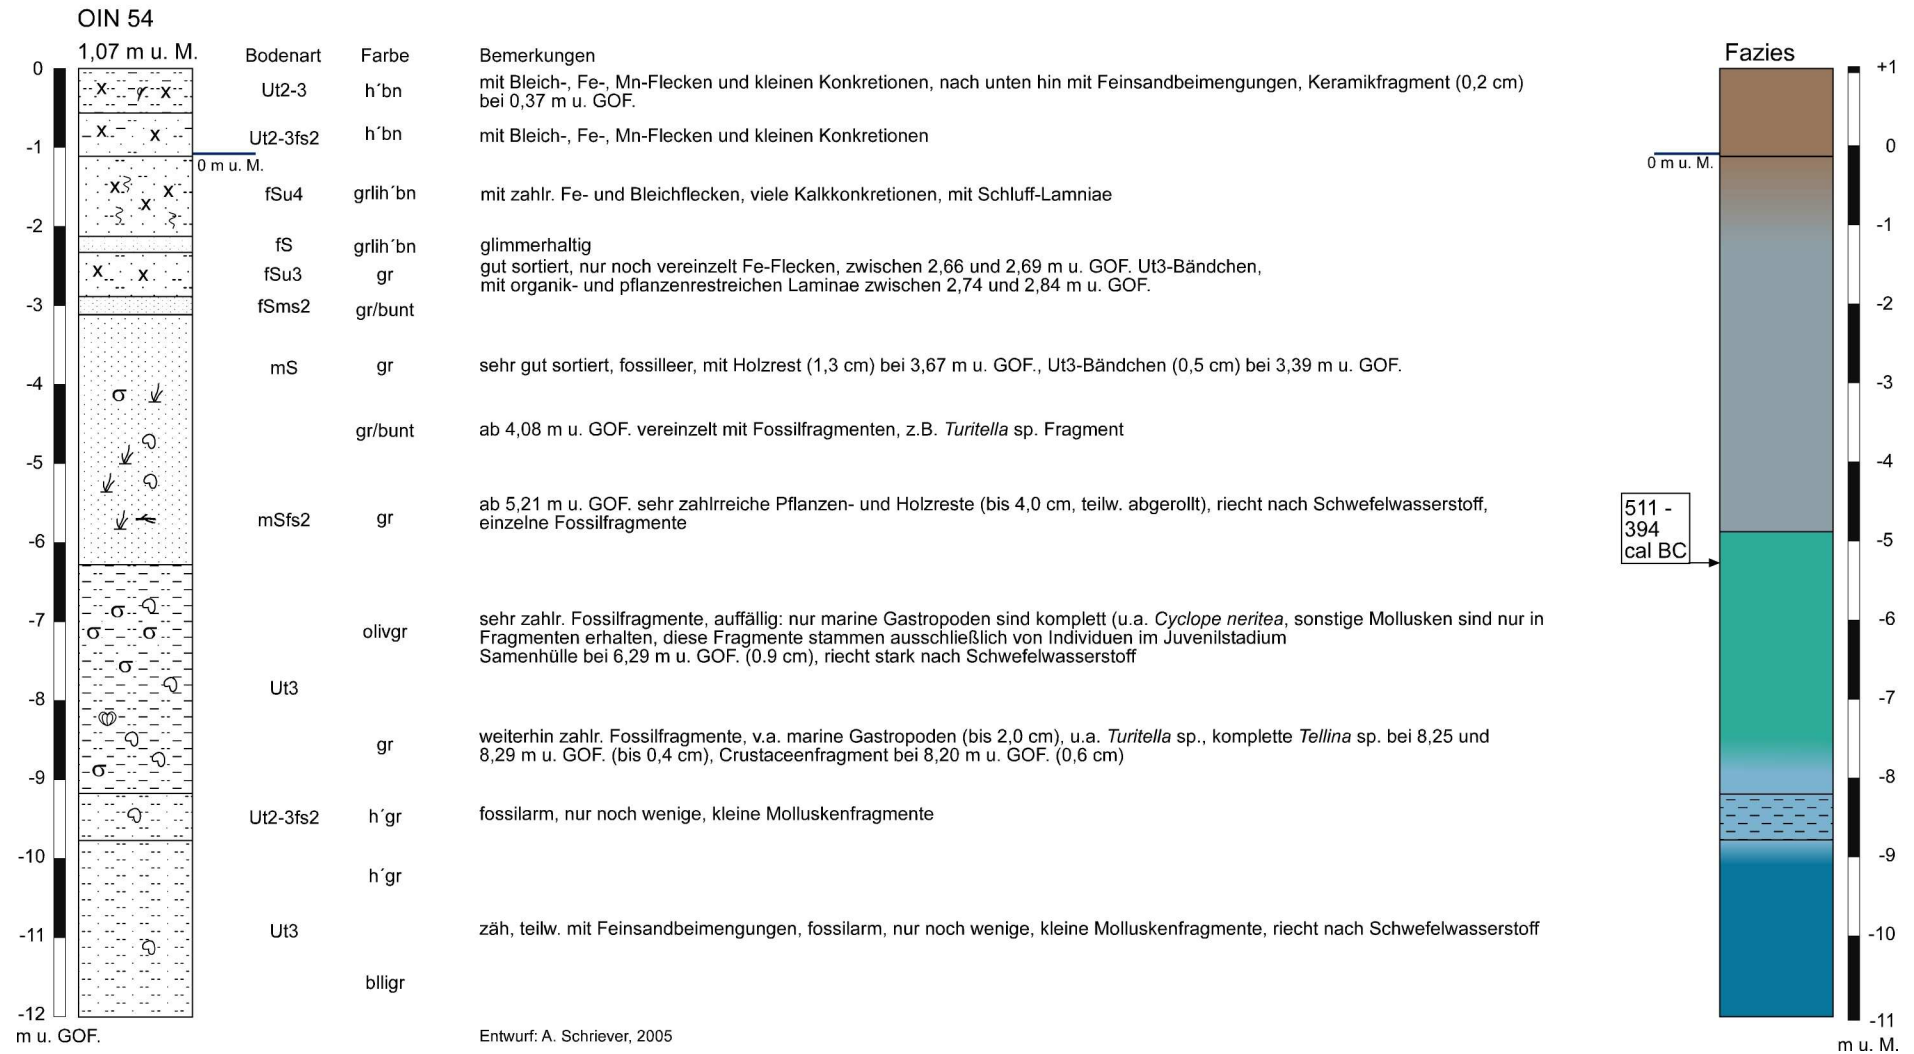 OIN 54
1,07 m u. M.
Bodenart Farbe Bemerkungen Fazies
0 +1
Ut2-3 h´bn mit Bleich-, Fe-, Mn-Flecken und kleinen Konkretionen, nach unten hin mit Feinsandbeimengungen, Keramikfragment (0,2 cm)
bei 0,37 m u. GOF.
Ut2-3fs2 h´bn mit Bleich-, Fe-, Mn-Flecken und kleinen Konkretionen
-1 0
0 m u. M. 0 m u. M.
fSu4 grlih´bn mit zahlr. Fe- und Bleichflecken, viele Kalkkonkretionen, mit Schluff-Lamniae
-2 -1
fS grlih´bn glimmerhaltig
fSu3 gr gut sortiert, nur noch vereinzelt Fe-Flecken, zwischen 2,66 und 2,69 m u. GOF. Ut3-Bändchen,
mit organik- und pflanzenrestreichen Laminae zwischen 2,74 und 2,84 m u. GOF.
-3 -2
fSms2 gr/bunt
mS gr sehr gut sortiert, fossilleer, mit Holzrest (1,3 cm) bei 3,67 m u. GOF., Ut3-Bändchen (0,5 cm) bei 3,39 m u. GOF.
-4 -3
gr/bunt ab 4,08 m u. GOF. vereinzelt mit Fossilfragmenten, z.B. Turitella sp. Fragment
-5 -4
mSfs2 gr ab 5,21 m u. GOF. sehr zahlrreiche Pflanzen- und Holzreste (bis 4,0 cm, teilw. abgerollt), riecht nach Schwefelwasserstoff,
einzelne Fossilfragmente
511 -
394
cal BC
-6 -5
-7 -6
olivgr sehr zahlr. Fossilfragmente, auffällig: nur marine Gastropoden sind komplett (u.a. Cyclope neritea, sonstige Mollusken sind nur in
Fragmenten erhalten, diese Fragmente stammen ausschließlich von Individuen im Juvenilstadium
Samenhülle bei 6,29 m u. GOF. (0.9 cm), riecht stark nach Schwefelwasserstoff
Ut3
-8 -7
gr weiterhin zahlr. Fossilfragmente, v.a. marine Gastropoden (bis 2,0 cm), u.a. Turitella sp., komplette Tellina sp. bei 8,25 und
8,29 m u. GOF. (bis 0,4 cm), Crustaceenfragment bei 8,20 m u. GOF. (0,6 cm)
-9 -8
Ut2-3fs2 h´gr fossilarm, nur noch wenige, kleine Molluskenfragmente
-10 -9
h´gr
Ut3 zäh, teilw. mit Feinsandbeimengungen, fossilarm, nur noch wenige, kleine Molluskenfragmente, riecht nach Schwefelwasserstoff
-11 -10
blligr
-12 -11
m u. GOF. Entwurf: A. Schriever, 2005 m u. M.